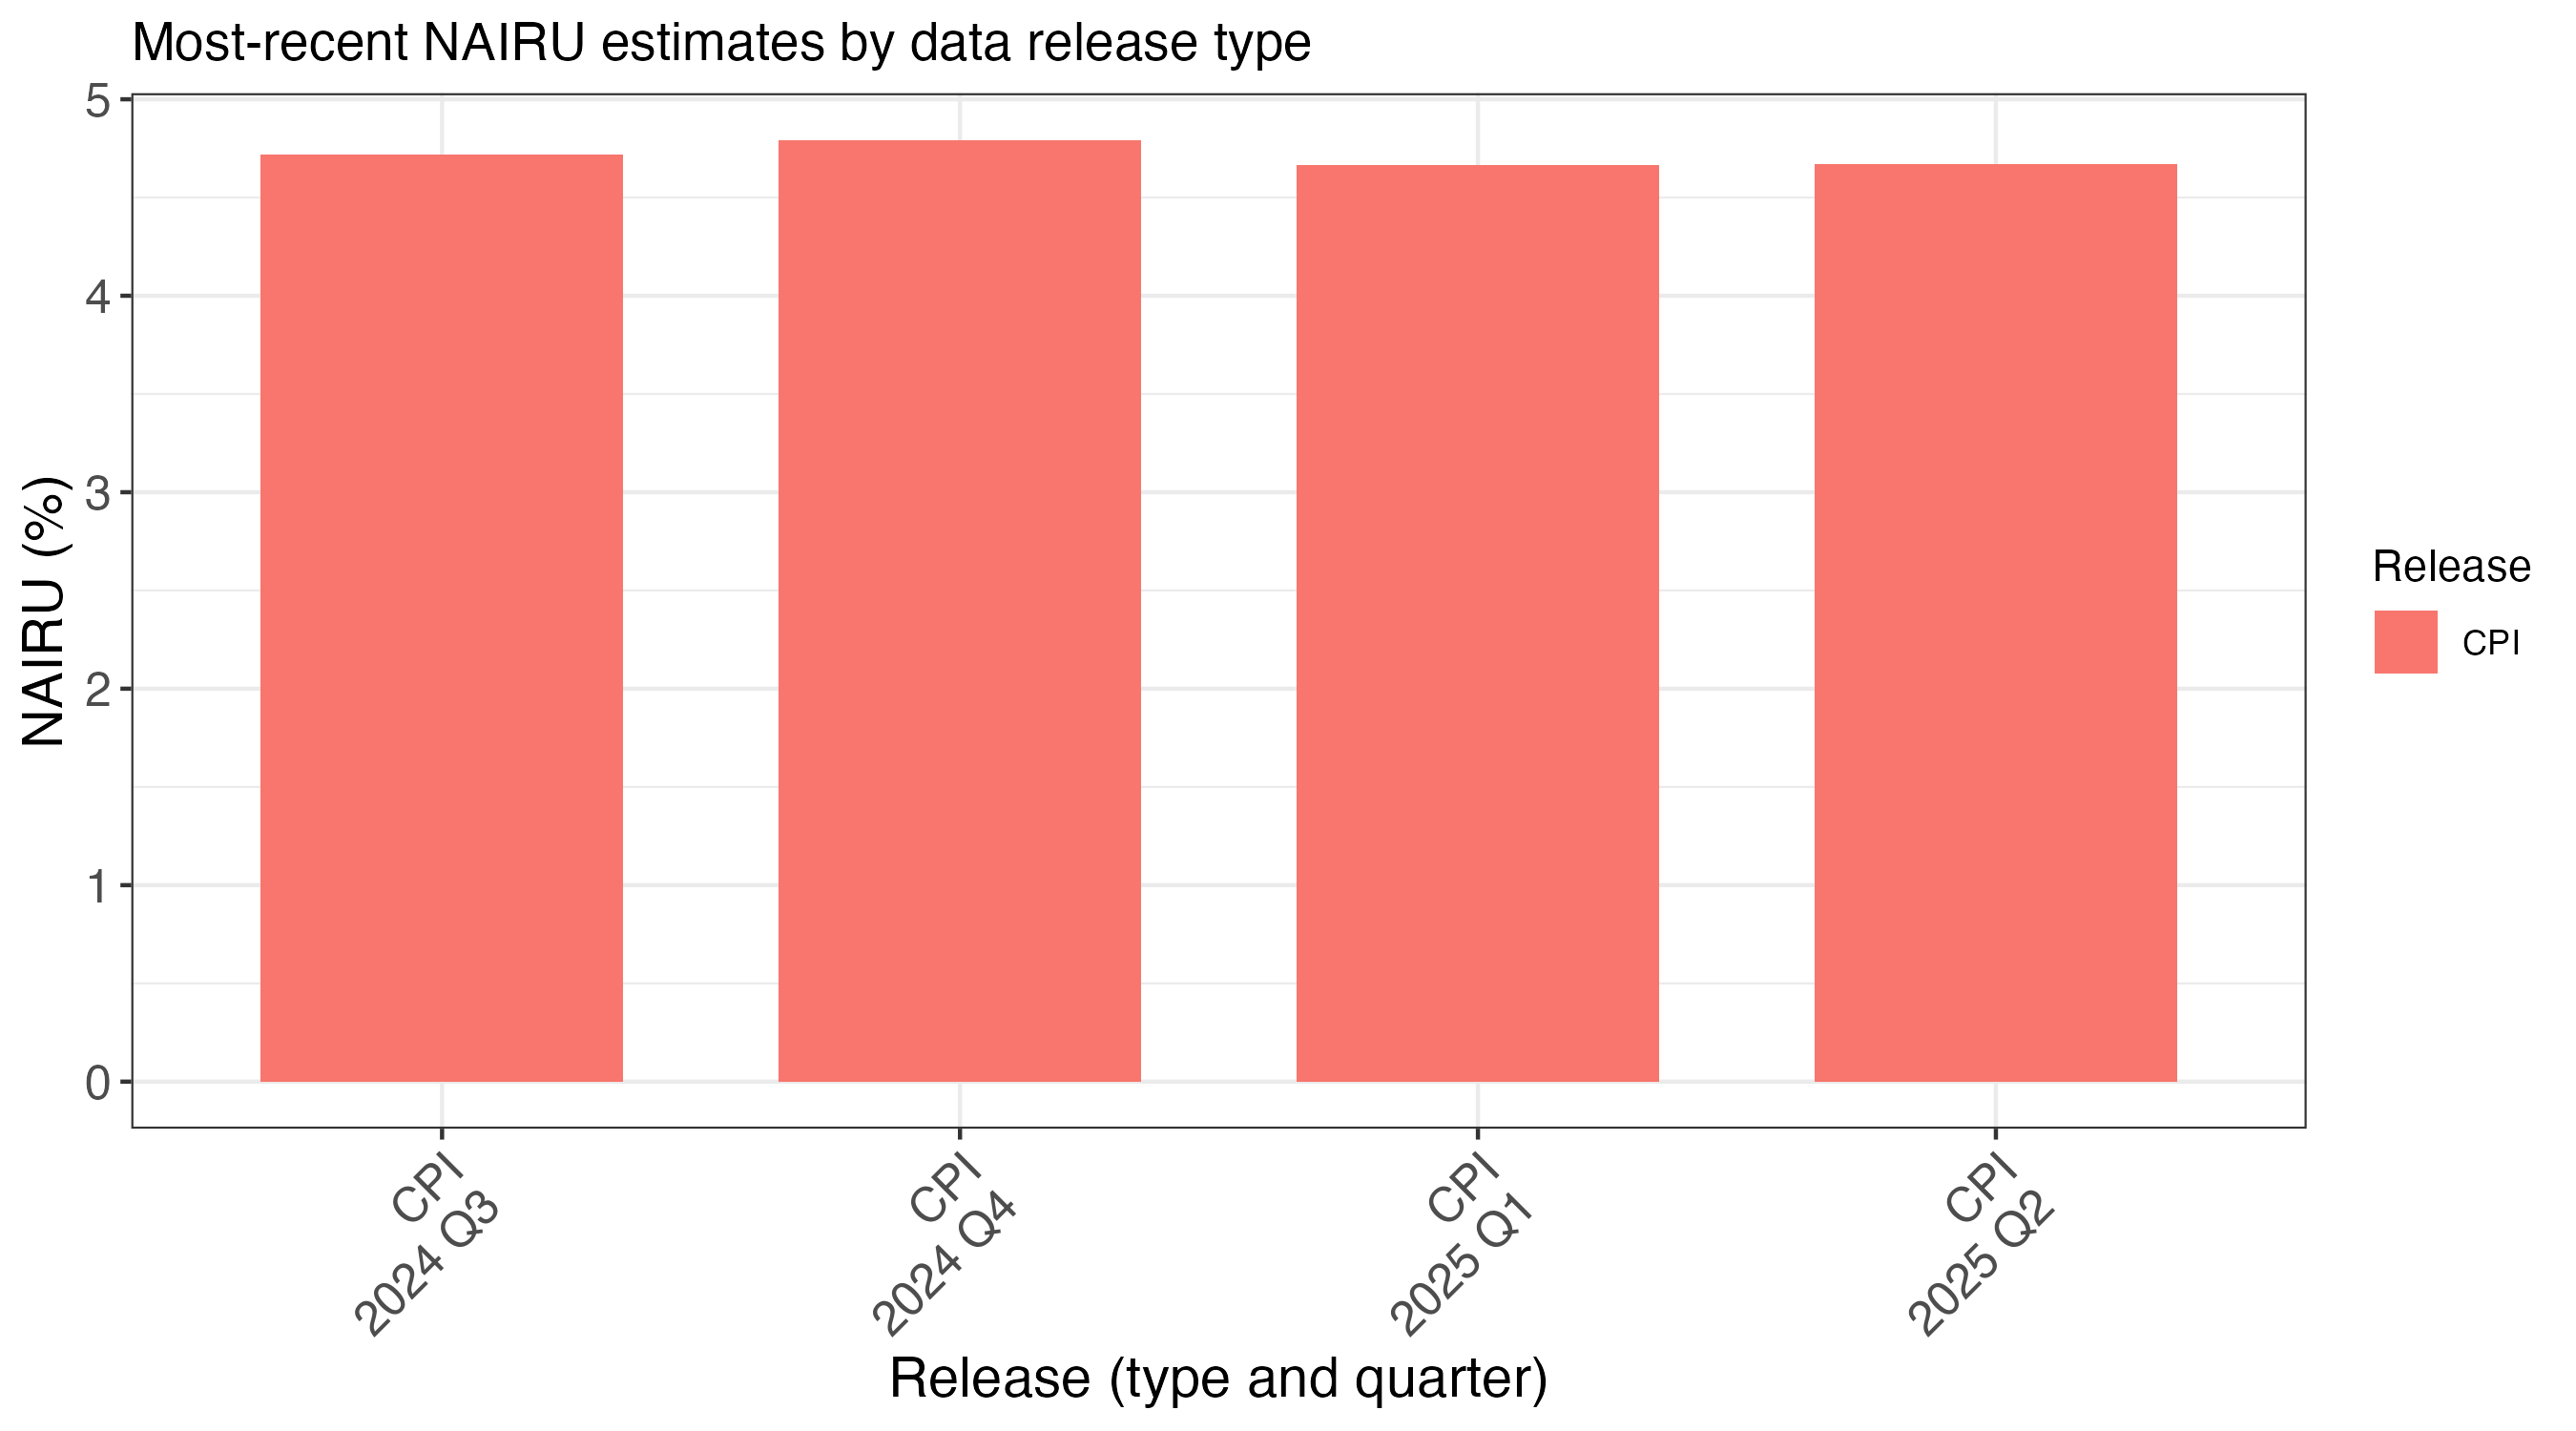 Most-recent NAIRU estimates by data release type
5
4
3
2
1
0
NAIRU (%)
CPI
2024 Q3
CPI
2024 Q4
CPI
2025 Q1
CPI
2025 Q2
Release (type and quarter)
Release
CPI